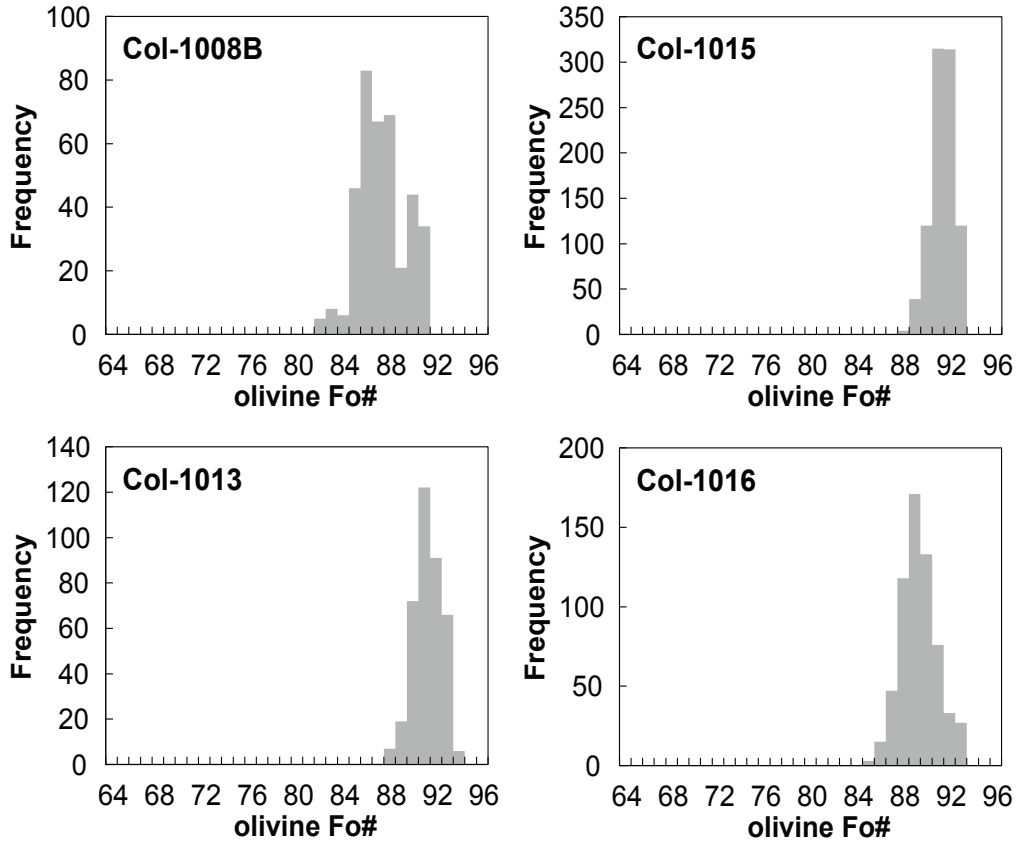 Col-1008B
Frequency
100
80
60
40
20
0
64 68 72 76 80 84 88 92 96
olivine Fo#
Col-1015
Frequency
350
300
250
200
150
100
50
0
64 68 72 76 80 84 88 92 96
olivine Fo#
Col-1013
Frequency
140
120
100
80
60
40
20
0
64 68 72 76 80 84 88 92 96
olivine Fo#
Col-1016
Frequency
200
150
100
50
0
64 68 72 76 80 84 88 92 96
olivine Fo#